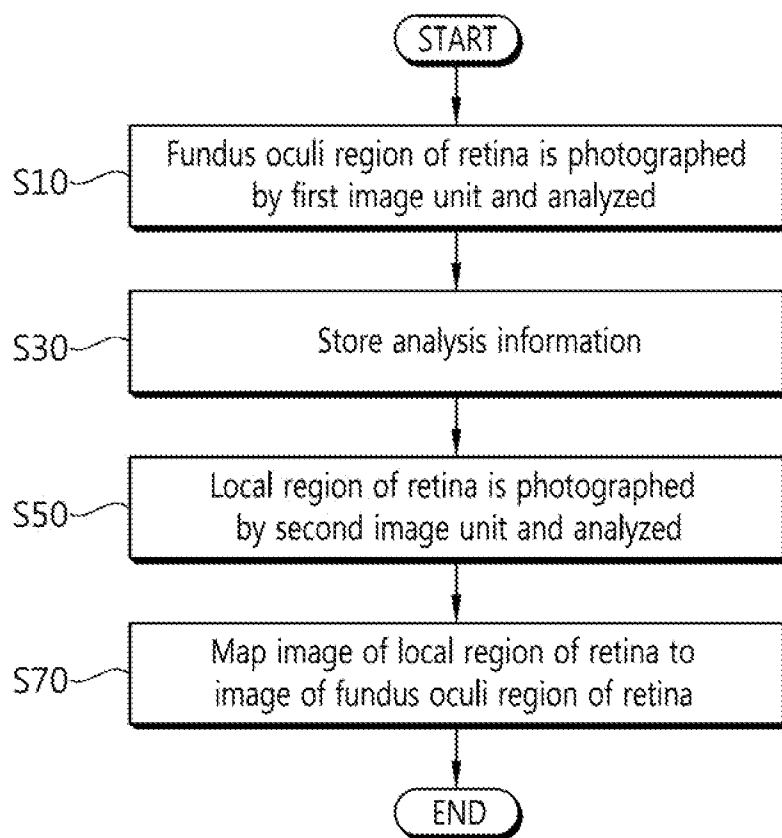 START
S10
Fundus oculi region of retina is photographed
by first image unit and analyzed
S30
Store analysis information
S50
Local region of retina is photographed
by second image unit and analyzed
S70
Map image of local region of retina to
image of fundus oculi region of retina
END